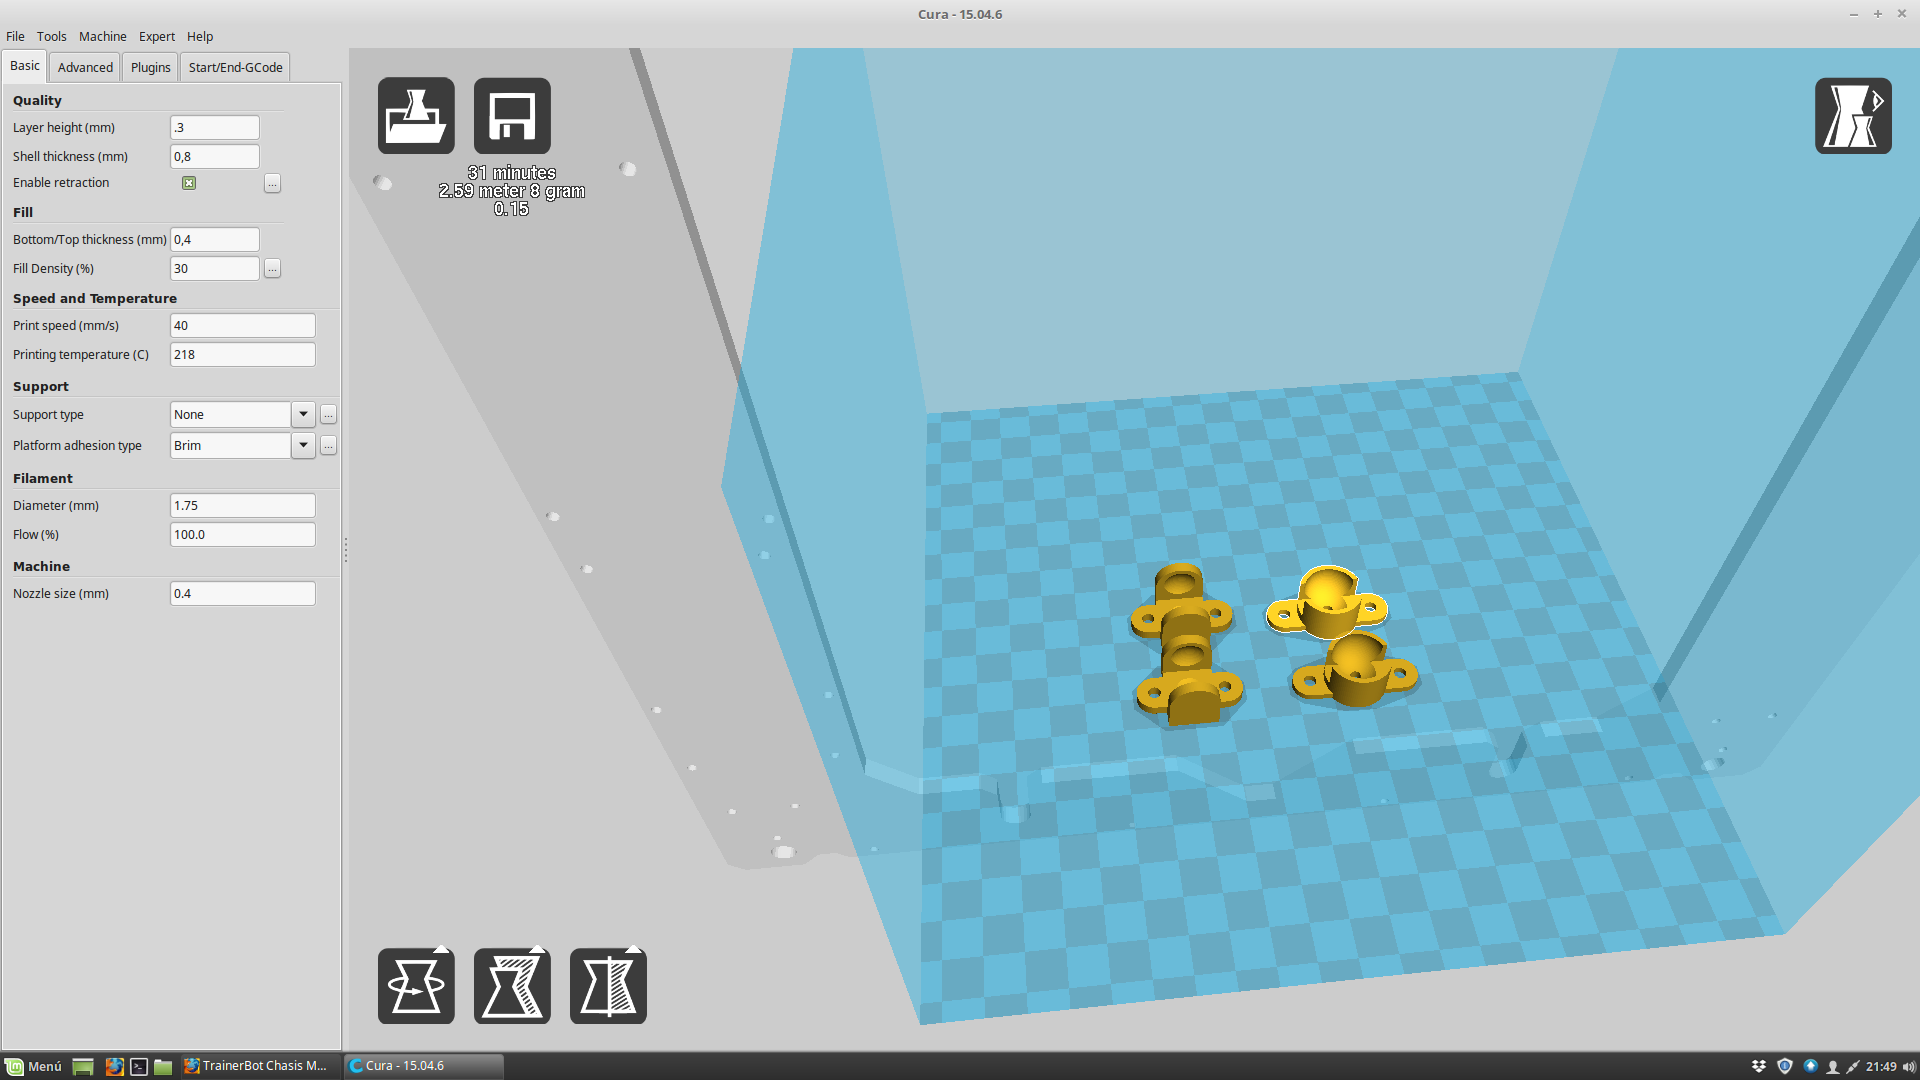 Cura - 15.04.6
File Tools Machine Expert Help
Basic Advanced Plugins Start/End-GCode
Quality
Layer height (mm) .3
Shell thickness (mm) 0,8
Enable retraction ...
Fill
Bottom/Top thickness (mm) 0,4
Fill Density (%) 30 ...
Speed and Temperature
Print speed (mm/s) 40
Printing temperature (C) 218
Support
Support type None ...
Platform adhesion type Brim ...
Filament
Diameter (mm) 1.75
Flow (%) 100.0
Machine
Nozzle size (mm) 0.4
31 minutes
2.59 meter 8 gram
0.15
Menú TrainerBot Chasis M... Cura - 15.04.6 21:49